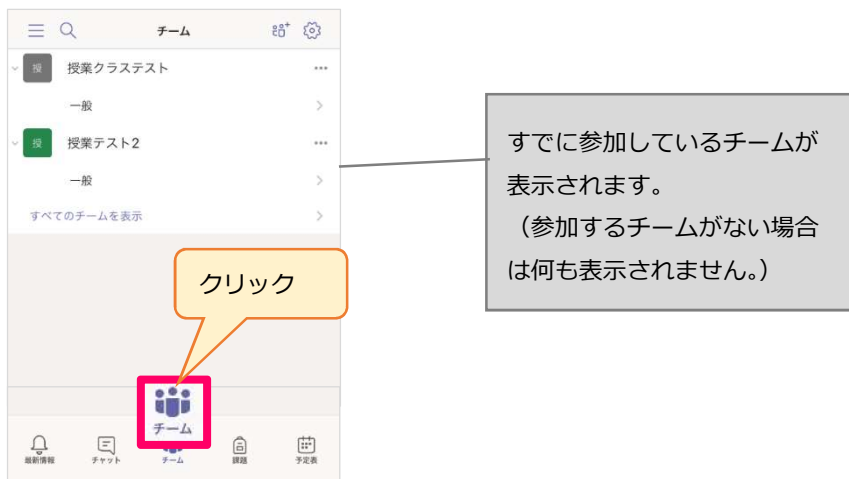 チーム
授 授業クラステスト
一般
授 授業テスト2
一般
すべてのチームを表示
すでに参加しているチームが
表示されます。
（参加するチームがない場合
は何も表示されません。）
クリック
チーム
最新情報 チャット チーム 課題 予定表